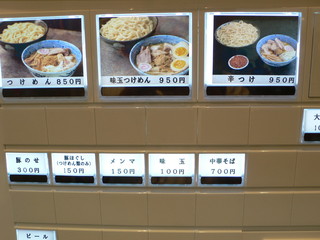 つけめん 850円
味玉つけめん 950円
辛つけ 950円
豚のせ
300円
豚ほぐし
(つけめん類のみ)
150円
メンマ
150円
味玉
100円
中華そば
700円
大
ビール